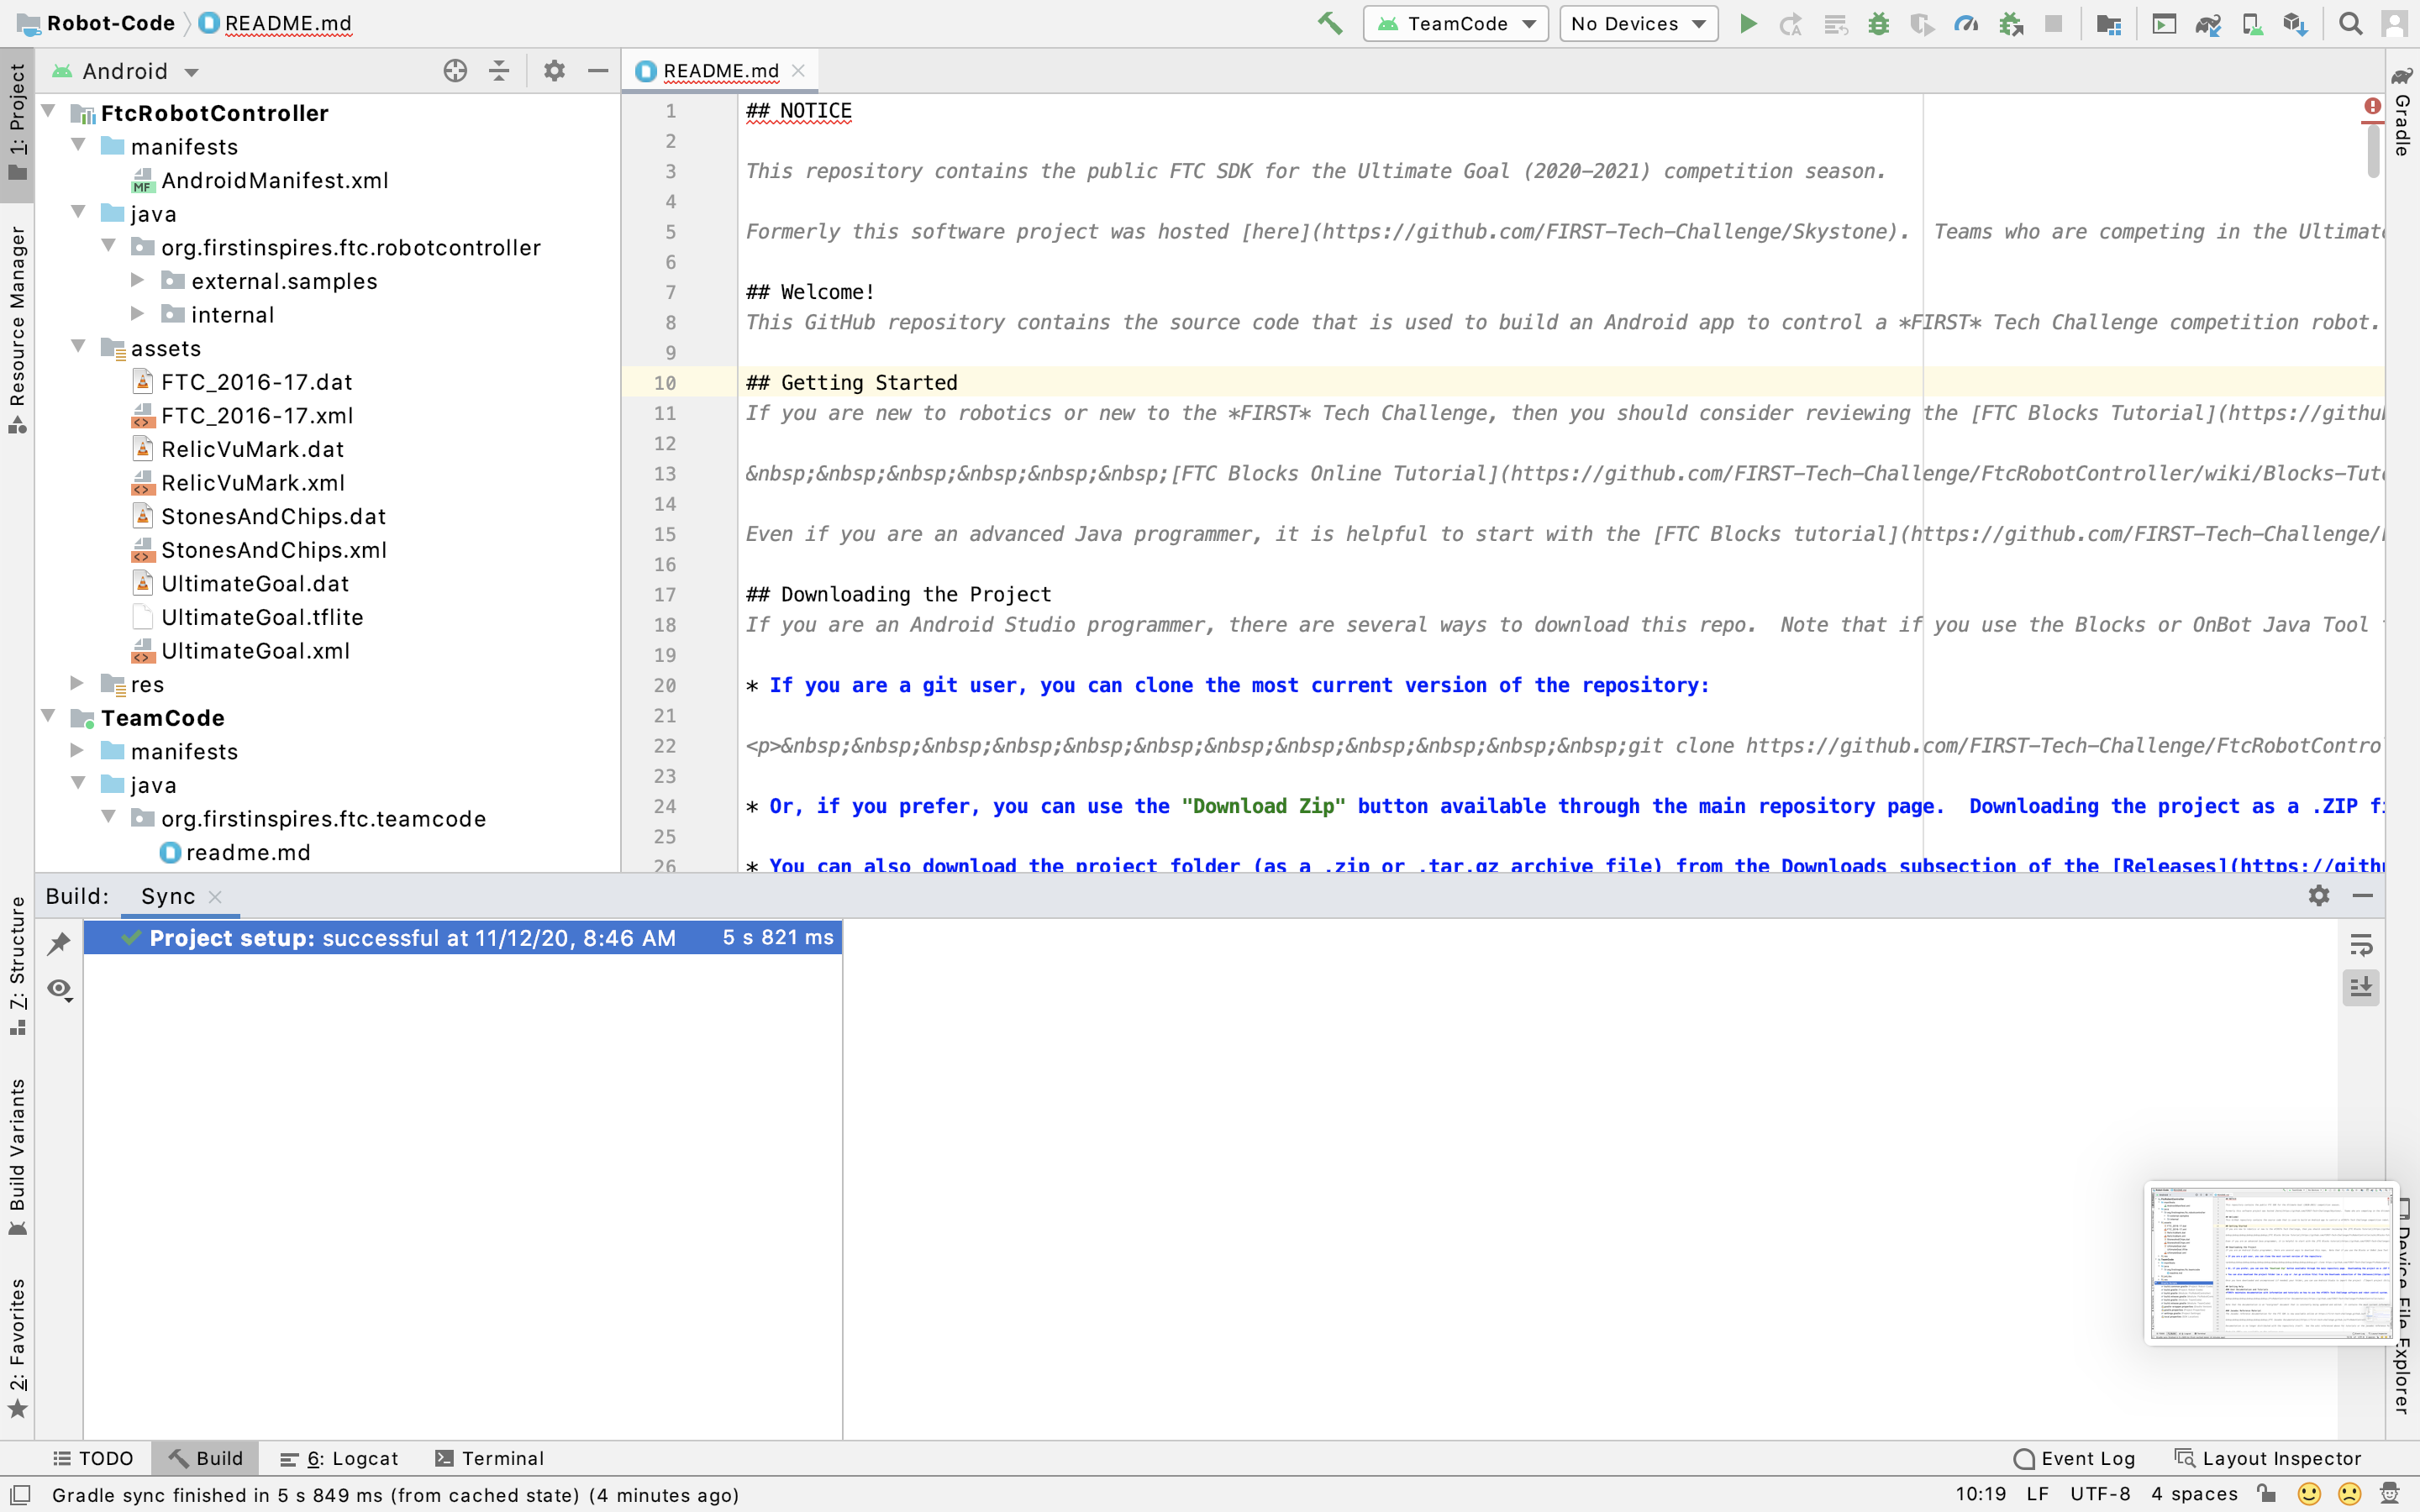 Robot-Code
README.md
TeamCode
No Devices
Android
README.md
1: Project
Resource Manager
7: Structure
Build Variants
2: Favorites
FtcRobotController
manifests
MF AndroidManifest.xml
java
org.firstinspires.ftc.robotcontroller
external.samples
internal
assets
FTC_2016-17.dat
FTC_2016-17.xml
RelicVuMark.dat
RelicVuMark.xml
StonesAndChips.dat
StonesAndChips.xml
UltimateGoal.dat
UltimateGoal.tflite
UltimateGoal.xml
res
TeamCode
manifests
java
org.firstinspires.ftc.teamcode
readme.md
1 ## NOTICE
2
3 This repository contains the public FTC SDK for the Ultimate Goal (2020-2021) competition season.
4
5 Formerly this software project was hosted [here](https://github.com/FIRST-Tech-Challenge/Skystone).  Teams who are competing in the Ultimate
6
7 ## Welcome!
8 This GitHub repository contains the source code that is used to build an Android app to control a *FIRST* Tech Challenge competition robot.
9
10 ## Getting Started
11 If you are new to robotics or new to the *FIRST* Tech Challenge, then you should consider reviewing the [FTC Blocks Tutorial](https://githu
12
13 &nbsp;&nbsp;&nbsp;&nbsp;&nbsp;&nbsp;[FTC Blocks Online Tutorial](https://github.com/FIRST-Tech-Challenge/FtcRobotController/wiki/Blocks-Tut
14
15 Even if you are an advanced Java programmer, it is helpful to start with the [FTC Blocks tutorial](https://github.com/FIRST-Tech-Challenge/
16
17 ## Downloading the Project
18 If you are an Android Studio programmer, there are several ways to download this repo.  Note that if you use the Blocks or OnBot Java Tool
19
20 * If you are a git user, you can clone the most current version of the repository:
21
22 <p>&nbsp;&nbsp;&nbsp;&nbsp;&nbsp;&nbsp;&nbsp;&nbsp;&nbsp;&nbsp;&nbsp;&nbsp;git clone https://github.com/FIRST-Tech-Challenge/FtcRobotContro
23
24 * Or, if you prefer, you can use the "Download Zip" button available through the main repository page.  Downloading the project as a .ZIP fi
25
26 * You can also download the project folder (as a .zip or .tar.gz archive file) from the Downloads subsection of the [Releases](https://gith
Gradle
Device File Explorer
Build:
Sync
Project setup: successful at 11/12/20, 8:46 AM 5 s 821 ms
TODO
Build
6: Logcat
Terminal
Event Log
Layout Inspector
Gradle sync finished in 5 s 849 ms (from cached state) (4 minutes ago)
10:19 LF UTF-8 4 spaces